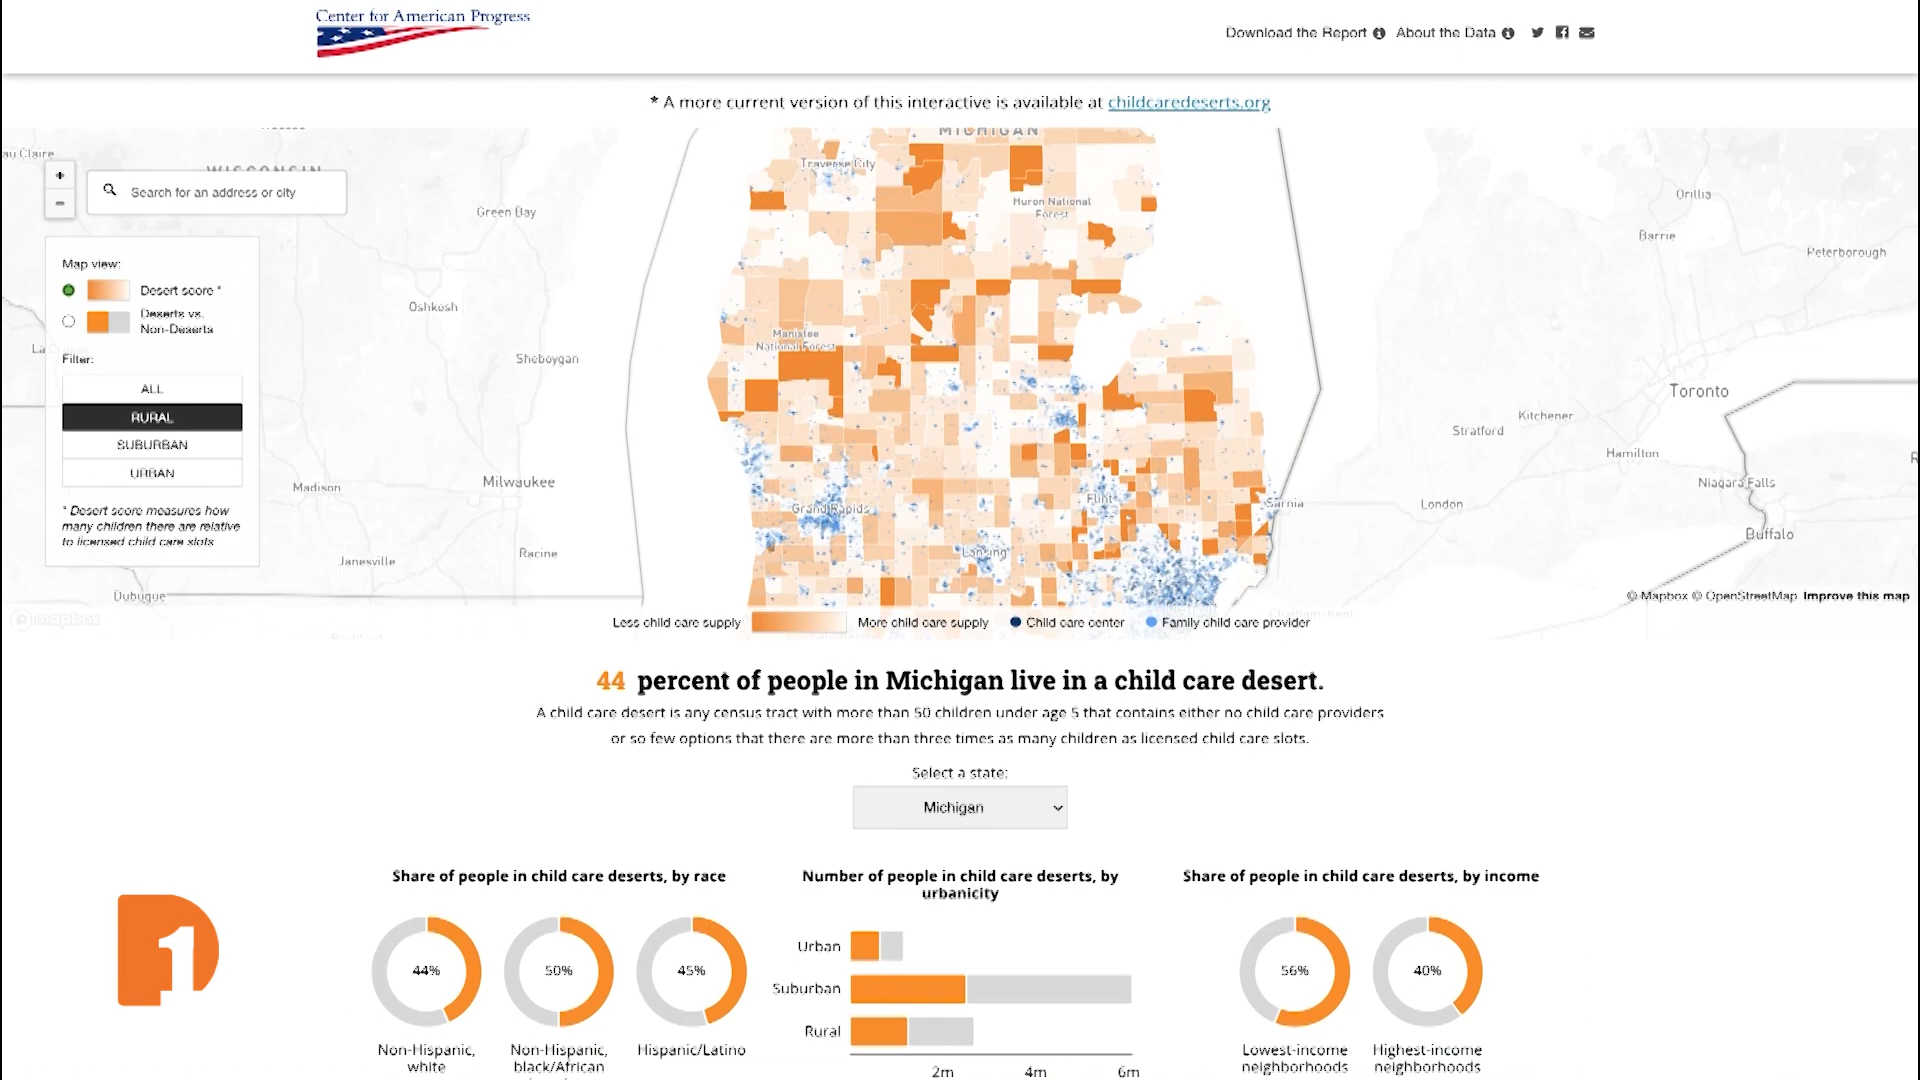 Center for American Progress
Download the Report
About the Data
* A more current version of this interactive is available at childcaredeserts.org
MICHIGAN
au Claire
WISCONSIN
Traverse City
Orillia
+
Search for an address or city
-
Green Bay
Huron National
Forest
Barrie
Peterborough
Map view:
Desert score *
Oshkosh
Deserts vs.
Non-Deserts
Manistee
National Forest
Sheboygan
Filter:
ALL
Toronto
RURAL
Kitchener
Stratford
SUBURBAN
Hamilton
URBAN
Madison
Milwaukee
Niagara Falls
Flint
Grand Rapids
Sarnia
London
* Desert score measures how
many children there are relative
to licensed child care slots
Buffalo
Lansing
Janesville
Racine
Dubuque
© Mapbox © OpenStreetMap Improve this map
mapbox
Chatham-Kent
Less child care supply
More child care supply
Child care center
Family child care provider
44 percent of people in Michigan live in a child care desert.
A child care desert is any census tract with more than 50 children under age 5 that contains either no child care providers
or so few options that there are more than three times as many children as licensed child care slots.
Select a state:
Michigan
Share of people in child care deserts, by race
Number of people in child care deserts, by
urbanicity
Share of people in child care deserts, by income
44%
50%
45%
Urban
Suburban
Rural
56%
40%
1
Non-Hispanic,
white
Non-Hispanic,
black/African
Hispanic/Latino
2m
4m
6m
Lowest-income
neighborhoods
Highest-income
neighborhoods